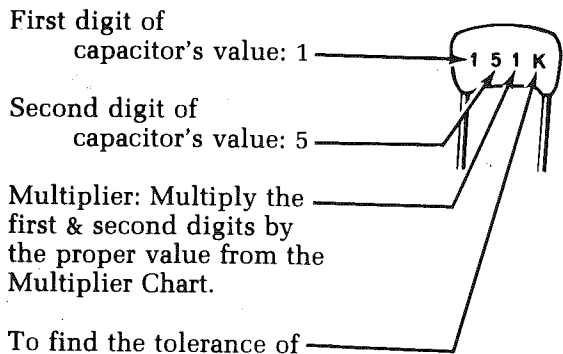 First digit of
capacitor's value: 1
1 5 1 K
Second digit of
capacitor's value: 5
Multiplier: Multiply the
first & second digits by
the proper value from the
Multiplier Chart.
To find the tolerance of